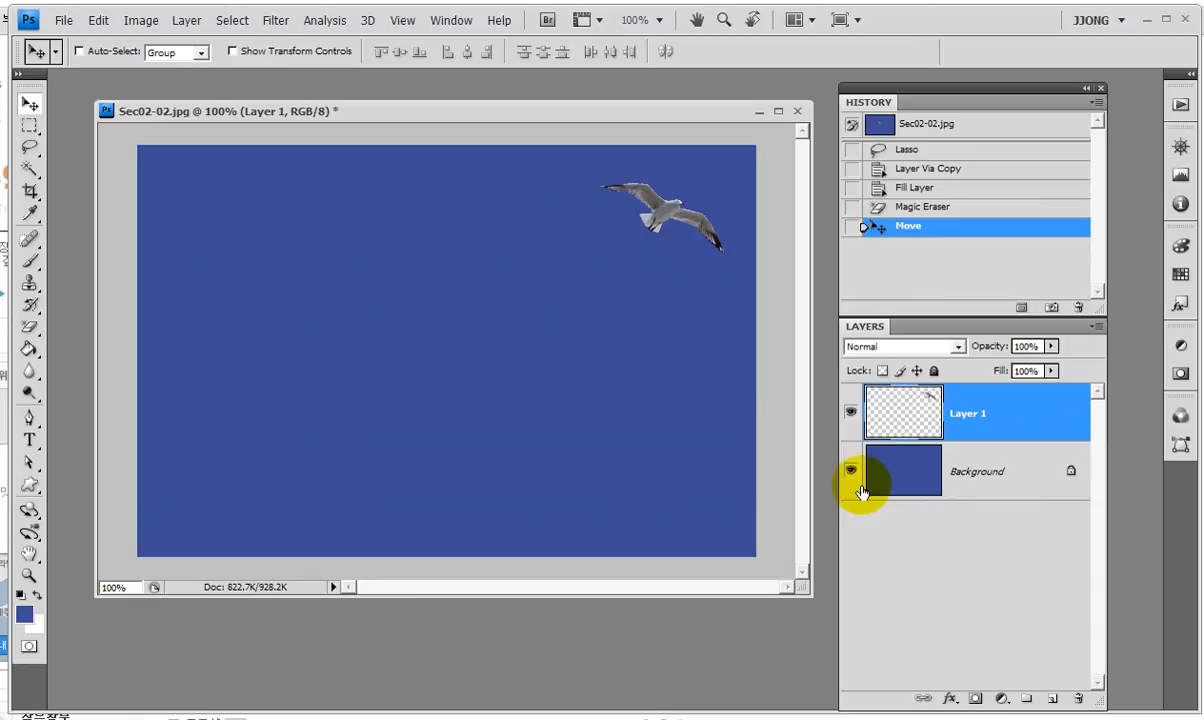 Ps File Edit Image Layer Select Filter Analysis 3D View Window Help Br 100% JJONG
Auto-Select: Group Show Transform Controls
Ps Sec02-02.jpg @ 100% (Layer 1, RGB/8) *
HISTORY
Sec02-02.jpg
Lasso
Layer Via Copy
Fill Layer
Magic Eraser
Move
LAYERS
Normal Opacity: 100%
Lock: Fill: 100%
Layer 1
Background
100% Doc: 822.7K/928.2K